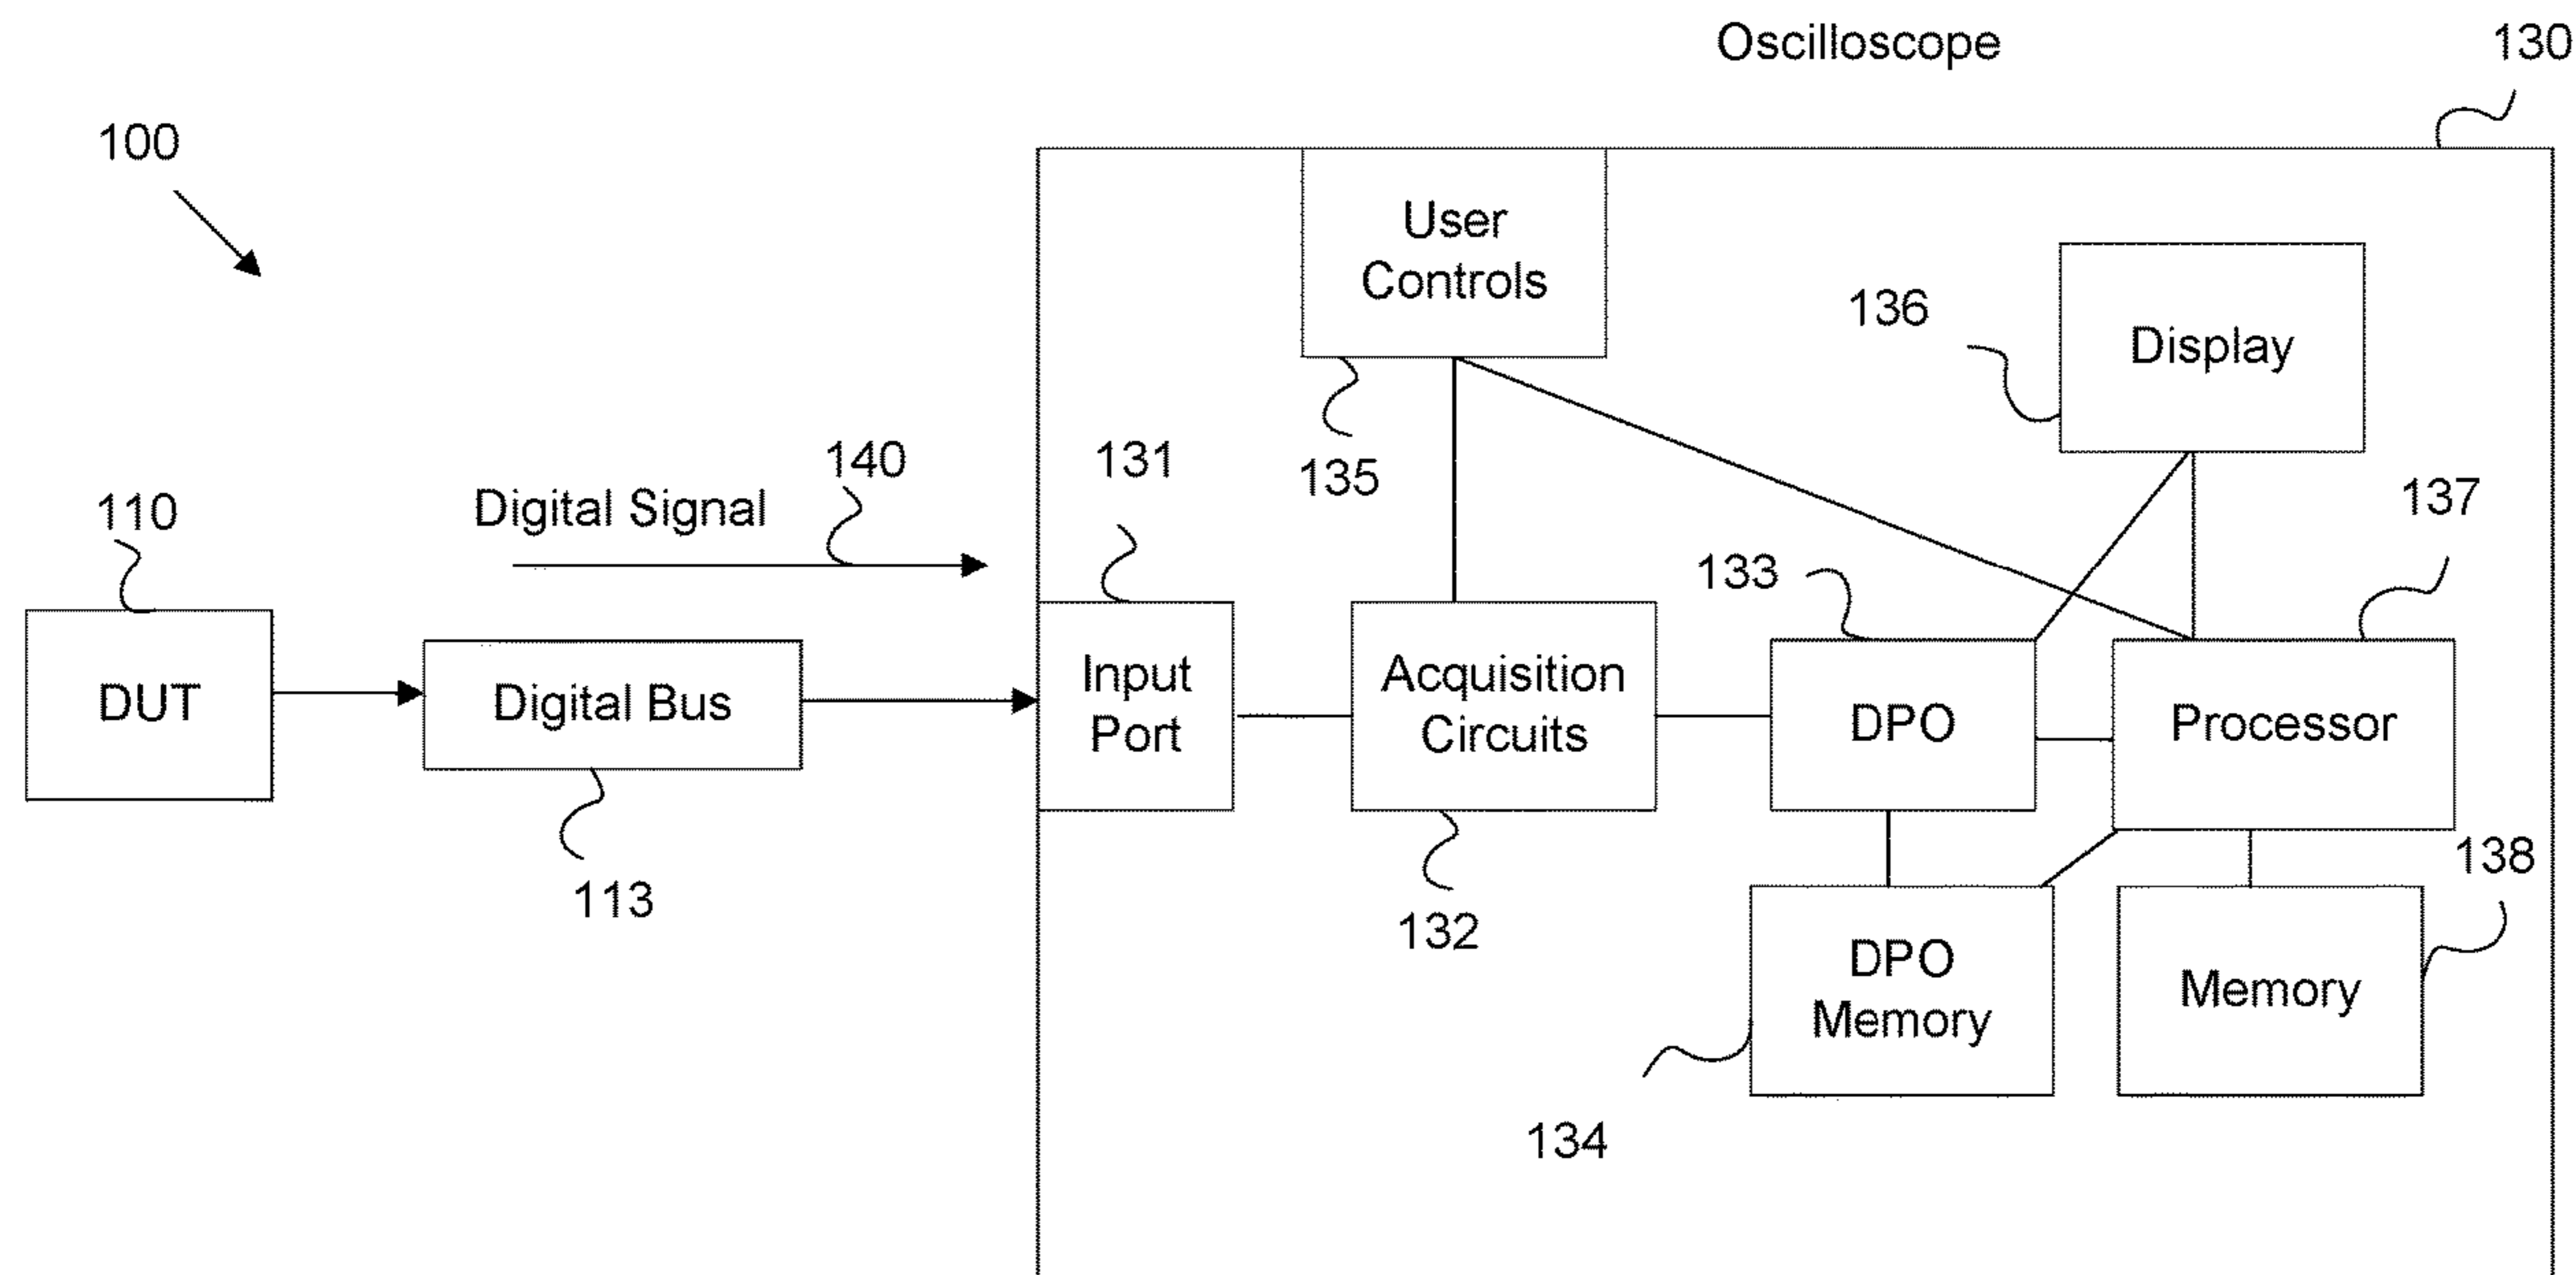 Oscilloscope
130
100
User
Controls
136
Display
140
131
135
137
110
Digital Signal
133
DUT
Digital Bus
Input
Port
Acquisition
Circuits
DPO
Processor
138
113
132
DPO
Memory
Memory
134